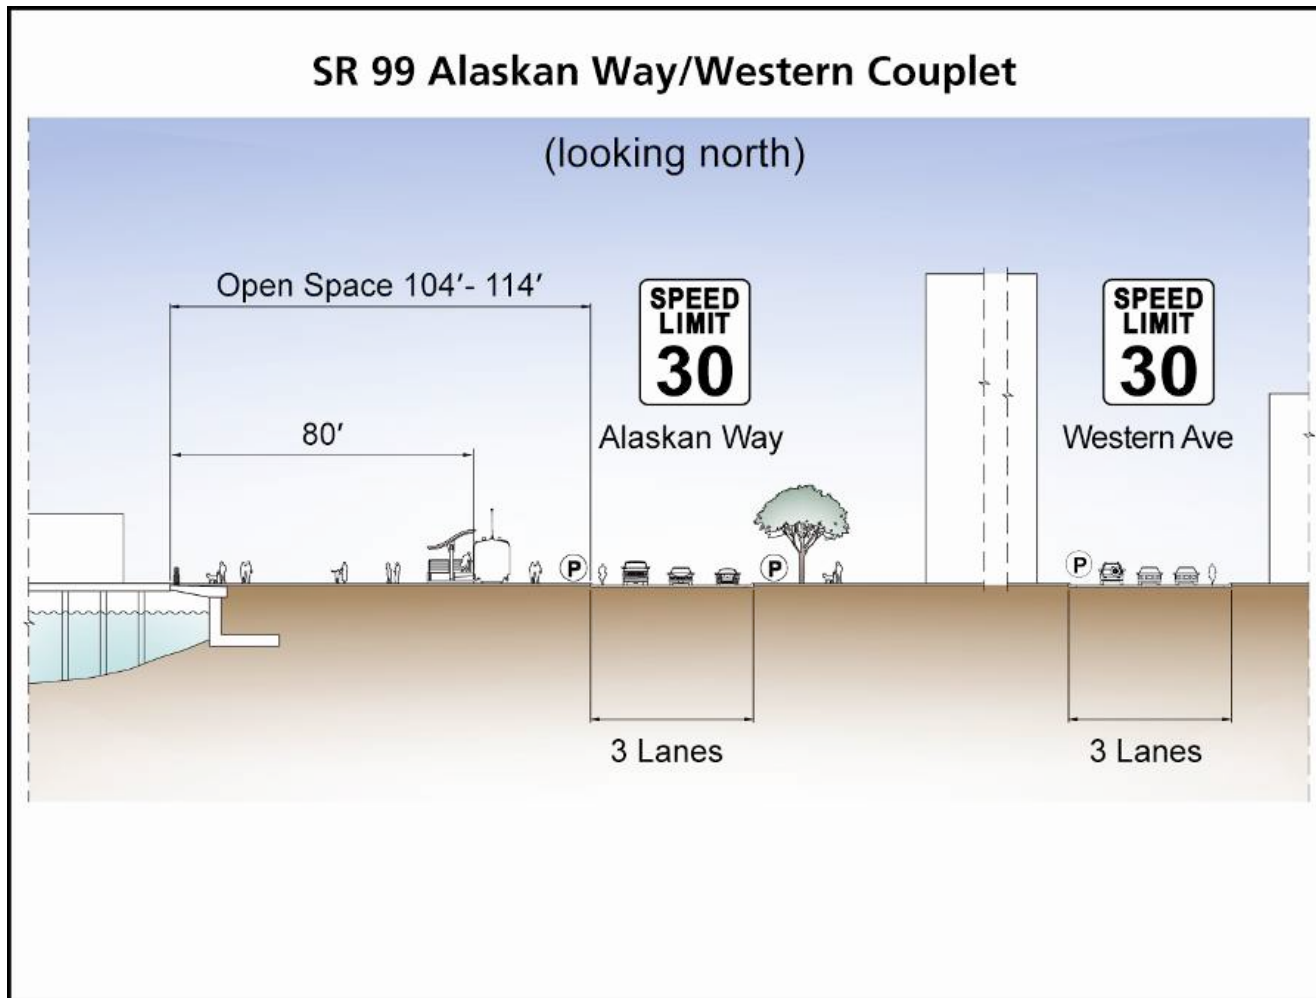 SR 99 Alaskan Way/Western Couplet
(looking north)
Open Space 104′- 114′
SPEED
LIMIT
30
SPEED
LIMIT
30
80′
Alaskan Way
Western Ave
P
P
P
3 Lanes
3 Lanes